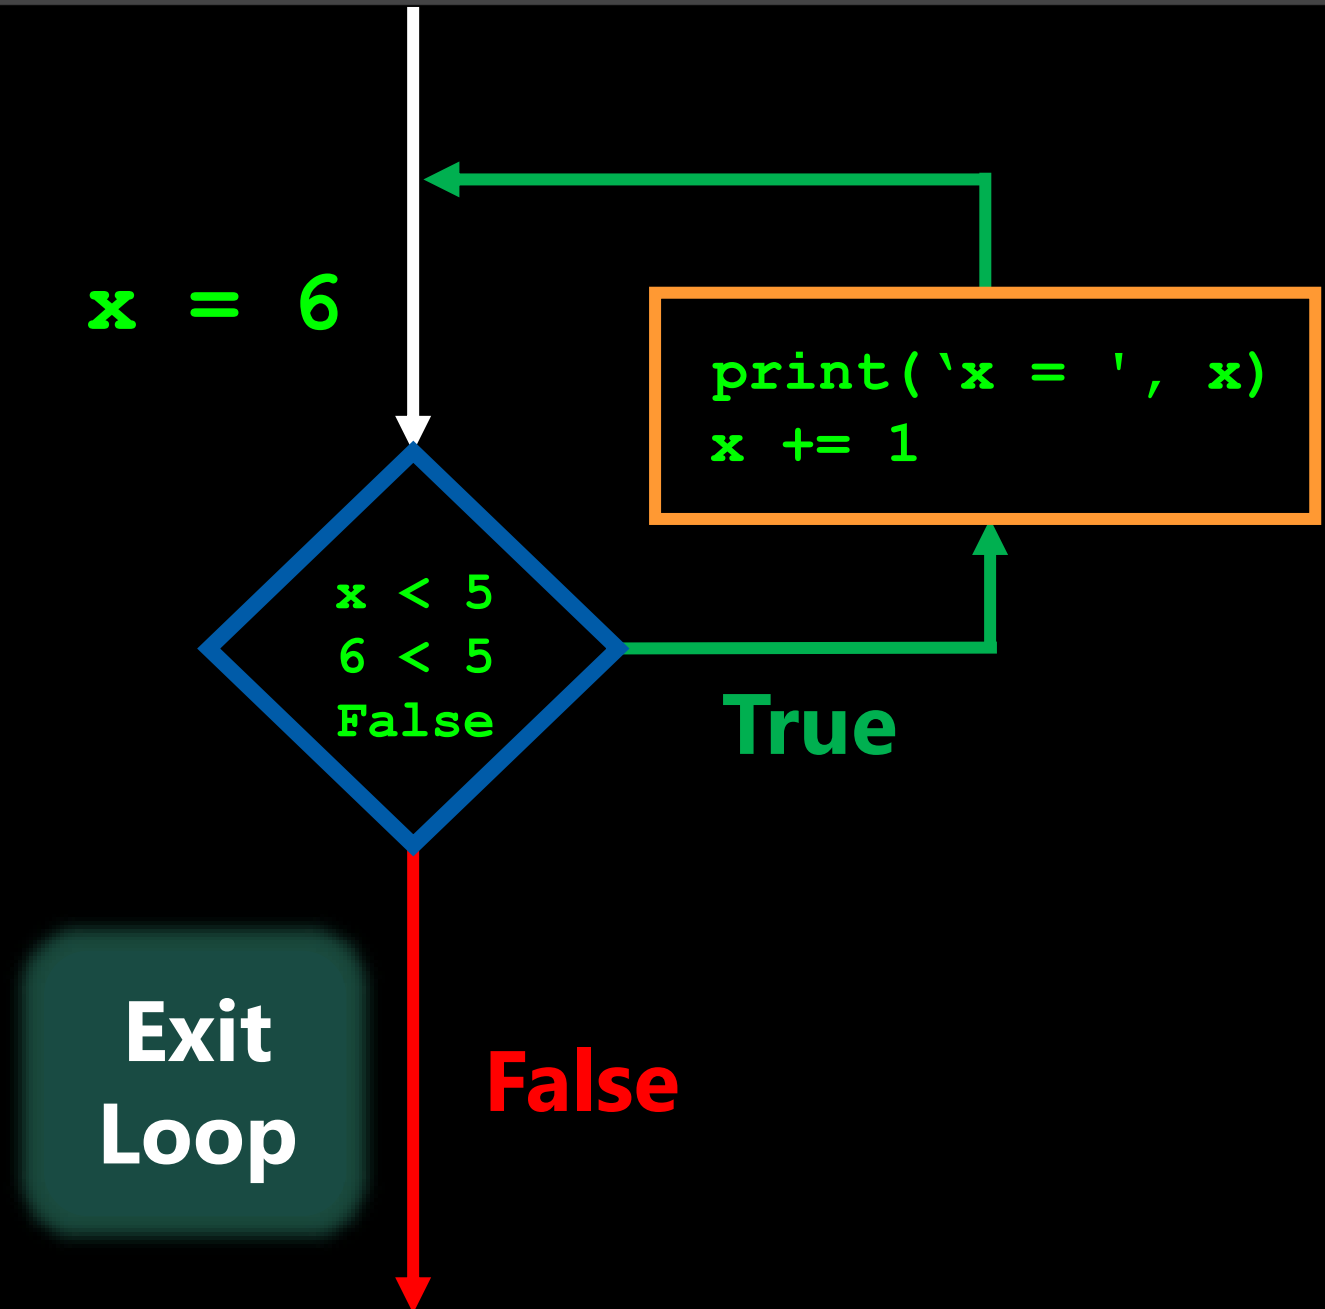 x = 6
print(‵x = ', x)
x += 1
x < 5
6 < 5
False
True
Exit
Loop
False